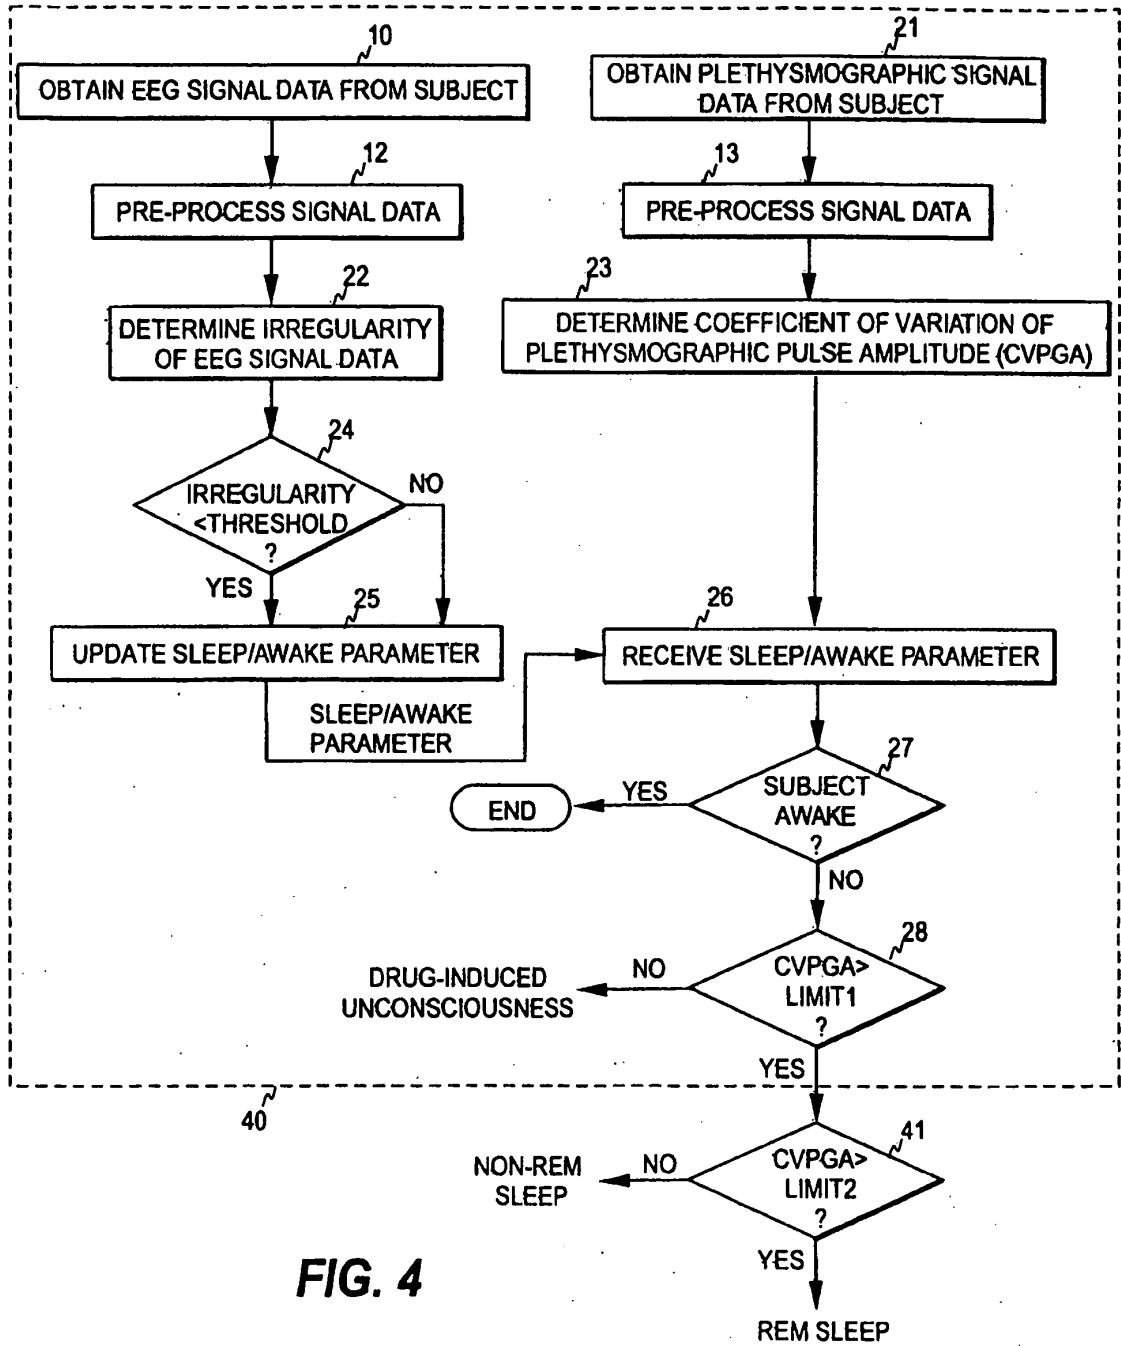 10
OBTAIN EEG SIGNAL DATA FROM SUBJECT
12
PRE-PROCESS SIGNAL DATA
22
DETERMINE IRREGULARITY
OF EEG SIGNAL DATA
24
IRREGULARITY
<THRESHOLD
?
NO
YES
25
UPDATE SLEEP/AWAKE PARAMETER
SLEEP/AWAKE
PARAMETER
21
OBTAIN PLETHYSMOGRAPHIC SIGNAL
DATA FROM SUBJECT
13
PRE-PROCESS SIGNAL DATA
23
DETERMINE COEFFICIENT OF VARIATION OF
PLETHYSMOGRAPHIC PULSE AMPLITUDE (CVPGA)
26
RECEIVE SLEEP/AWAKE PARAMETER
27
SUBJECT
AWAKE
?
YES
END
NO
28
CVPGA>
LIMIT1
?
NO
DRUG-INDUCED
UNCONSCIOUSNESS
YES
40
41
CVPGA>
LIMIT2
?
NO
NON-REM
SLEEP
YES
REM SLEEP
FIG. 4